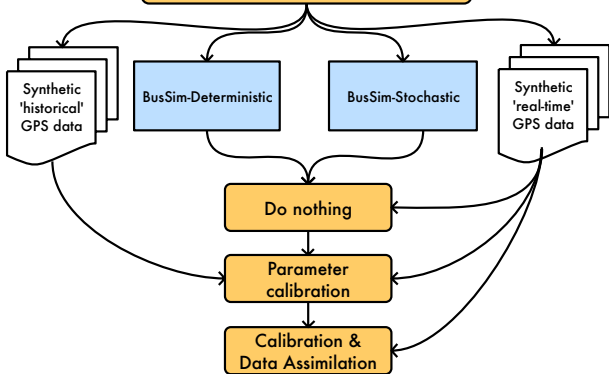 Synthetic
'historical'
GPS data
BusSim-Deterministic
BusSim-Stochastic
Synthetic
'real-time'
GPS data
Do nothing
Parameter
calibration
Calibration &
Data Assimilation